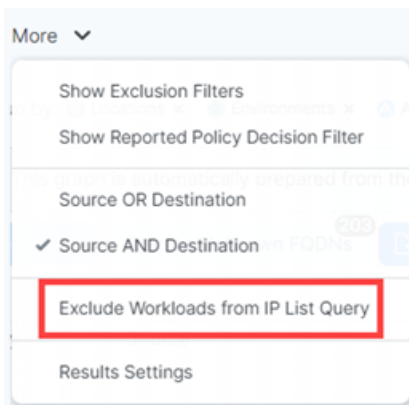 More
Show Exclusion Filters
Show Reported Policy Decision Filter
Source OR Destination
Source AND Destination
Exclude Workloads from IP List Query
Results Settings